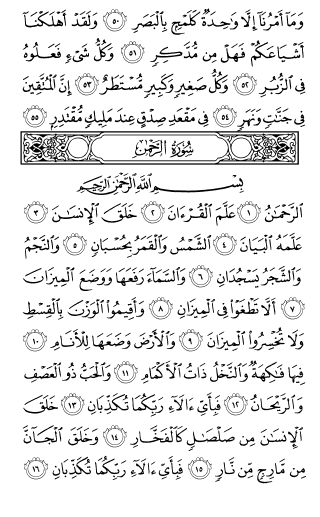 وَمَآ أَمْرُنَآ إِلَّا وَٰحِدَةٌ كَلَمْحٍۭ بِٱلْبَصَرِ ۝٥٠ وَلَقَدْ أَهْلَكْنَآ
أَشْيَاعَكُمْ فَهَلْ مِن مُّدَّكِرٍ ۝٥١ وَكُلُّ شَىْءٍ فَعَلُوهُ
فِى ٱلزُّبُرِ ۝٥٢ وَكُلُّ صَغِيرٍ وَكَبِيرٍ مُّسْتَطَرٌ ۝٥٣ إِنَّ ٱلْمُتَّقِينَ
فِى جَنَّٰتٍ وَنَهَرٍ ۝٥٤ فِى مَقْعَدِ صِدْقٍ عِندَ مَلِيكٍ مُّقْتَدِرٍۭ ۝٥٥
سُورَةُ الرَّحْمَٰن
بِسْمِ ٱللَّهِ ٱلرَّحْمَٰنِ ٱلرَّحِيمِ
ٱلرَّحْمَٰنُ ۝١ عَلَّمَ ٱلْقُرْءَانَ ۝٢ خَلَقَ ٱلْإِنسَٰنَ ۝٣
عَلَّمَهُ ٱلْبَيَانَ ۝٤ ٱلشَّمْسُ وَٱلْقَمَرُ بِحُسْبَانٍ ۝٥ وَٱلنَّجْمُ
وَٱلشَّجَرُ يَسْجُدَانِ ۝٦ وَٱلسَّمَآءَ رَفَعَهَا وَوَضَعَ ٱلْمِيزَانَ
۝٧ أَلَّا تَطْغَوْا۟ فِى ٱلْمِيزَانِ ۝٨ وَأَقِيمُوا۟ ٱلْوَزْنَ بِٱلْقِسْطِ
وَلَا تُخْسِرُوا۟ ٱلْمِيزَانَ ۝٩ وَٱلْأَرْضَ وَضَعَهَا لِلْأَنَامِ ۝١٠
فِيهَا فَٰكِهَةٌ وَٱلنَّخْلُ ذَاتُ ٱلْأَكْمَامِ ۝١١ وَٱلْحَبُّ ذُو ٱلْعَصْفِ
وَٱلرَّيْحَانُ ۝١٢ فَبِأَىِّ ءَالَآءِ رَبِّكُمَا تُكَذِّبَانِ ۝١٣ خَلَقَ
ٱلْإِنسَٰنَ مِن صَلْصَٰلٍ كَٱلْفَخَّارِ ۝١٤ وَخَلَقَ ٱلْجَآنَّ
مِن مَّارِجٍ مِّن نَّارٍ ۝١٥ فَبِأَىِّ ءَالَآءِ رَبِّكُمَا تُكَذِّبَانِ ۝١٦